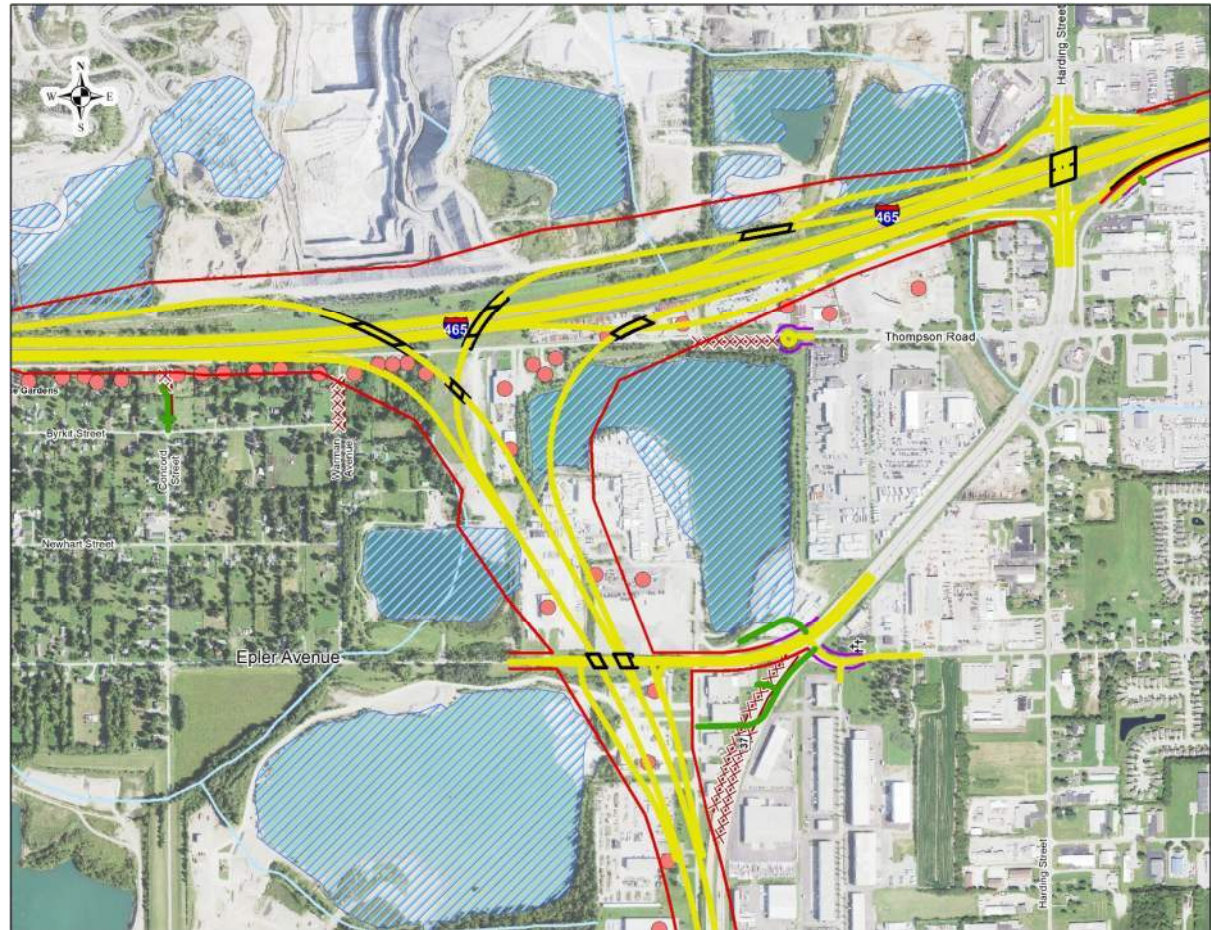 Harding Street
N
W E
S
465
465
Thompson Road
e Gardens
Byrkit Street
Concord
Street
Warman
Avenue
Newhart Street
Epler Avenue
37
Harding Street